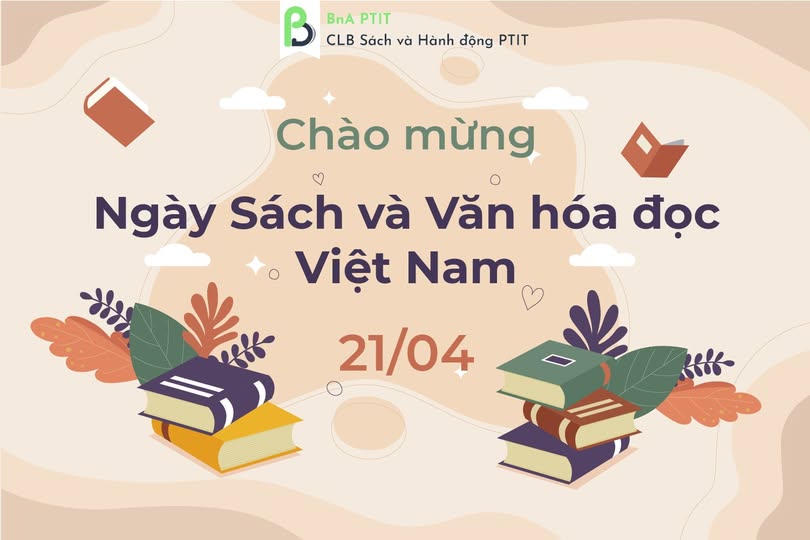 BnA PTIT
CLB Sách và Hành động PTIT
Chào mừng
Ngày Sách và Văn hóa đọc
Việt Nam
21/04